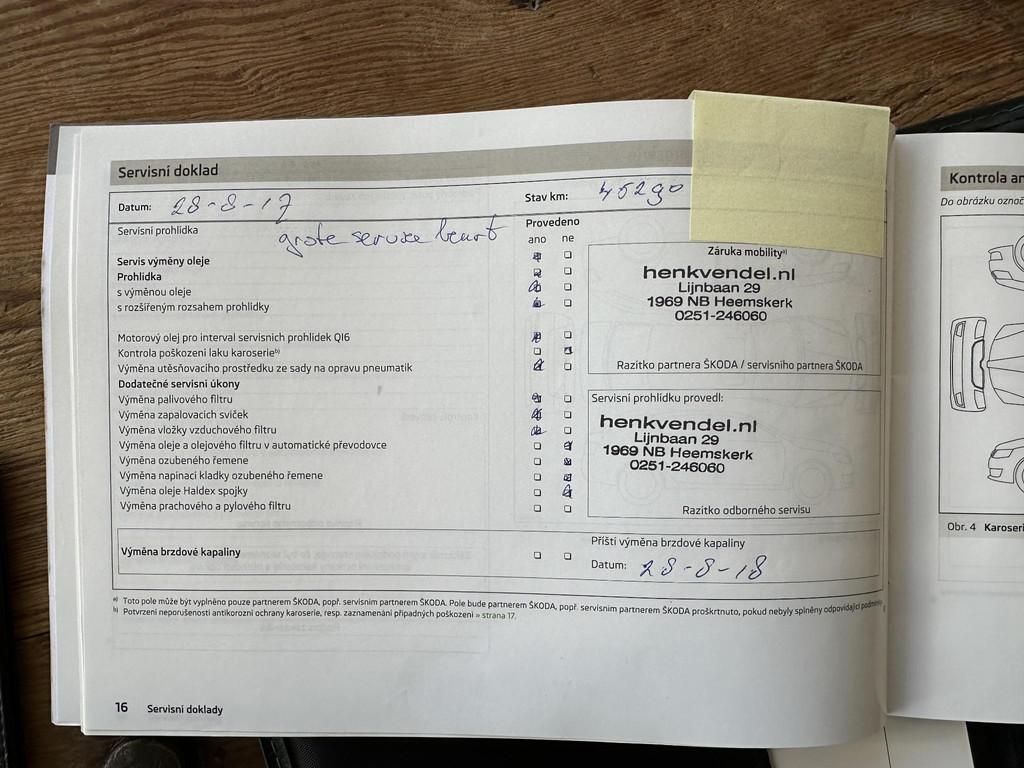 Servisní doklad
Datum: 28-8-17
Stav km: 45290
Servisní prohlídka
grote service beurt
Provedeno
ano ne
Servis výměny oleje
Prohlídka
s výměnou oleje
s rozšířeným rozsahem prohlídky
Motorový olej pro interval servisních prohlídek QI6
Kontrola poškození laku karoserieb)
Výměna utěsňovacího prostředku ze sady na opravu pneumatik
Dodatečné servisní úkony
Výměna palivového filtru
Výměna zapalovacích svíček
Výměna vložky vzduchového filtru
Výměna oleje a olejového filtru v automatické převodovce
Výměna ozubeného řemene
Výměna napínací kladky ozubeného řemene
Výměna oleje Haldex spojky
Výměna prachového a pylového filtru
Záruka mobilitya)
henkvendel.nl
Lijnbaan 29
1969 NB Heemskerk
0251-246060
Razítko partnera ŠKODA / servisního partnera ŠKODA
Servisní prohlídku provedl:
henkvendel.nl
Lijnbaan 29
1969 NB Heemskerk
0251-246060
Razítko odborného servisu
Výměna brzdové kapaliny
Příští výměna brzdové kapaliny
Datum: 28-8-18
a) Toto pole může být vyplněno pouze partnerem ŠKODA, popř. servisním partnerem ŠKODA. Pole bude partnerem ŠKODA, popř. servisním partnerem ŠKODA proškrtnuto, pokud nebyly splněny odpovídající podmínky.
b) Potvrzení neporušenosti antikorozní ochrany karoserie, resp. zaznamenání případných poškození » strana 17.
16 Servisní doklady
Kontrola an
Do obrázku označ
Obr. 4 Karoseri